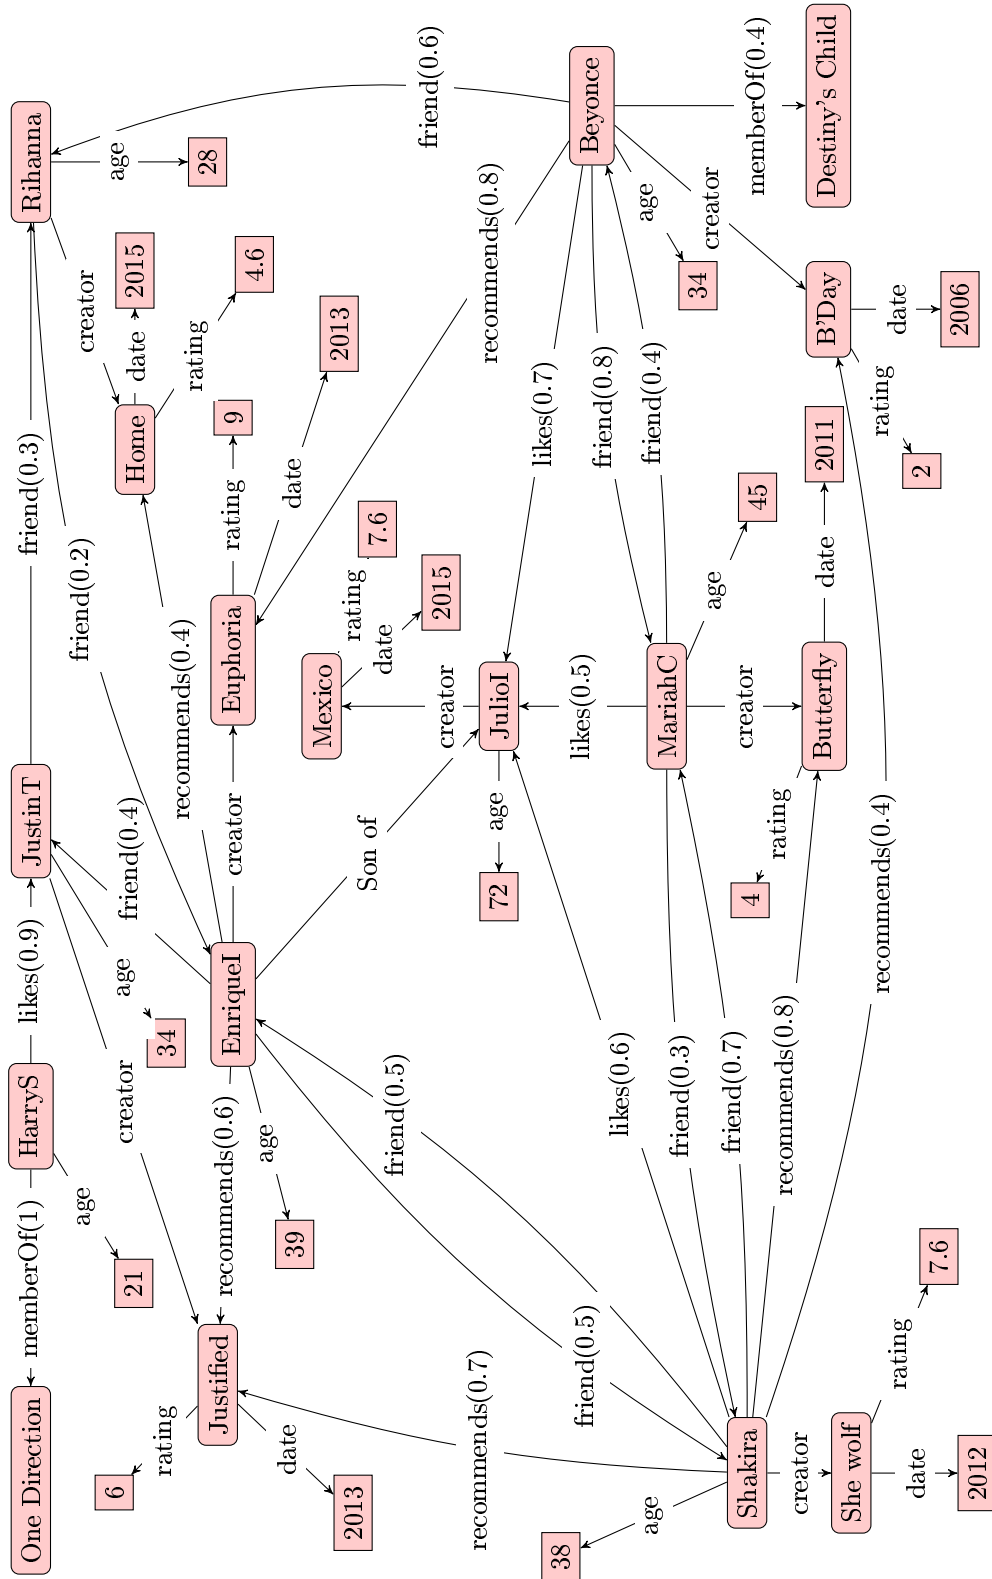 One Direction
memberOf(1)
HarryS
likes(0.9)
JustinT
friend(0.3)
Rihanna
age
friend(0.2)
creator
6
21
creator
age
friend(0.4)
Home
date
2015
age
rating
34
recommends(0.4)
rating
28
Justified
recommends(0.6)
EnriqueI
creator
Euphoria
rating
9
4.6
date
39
age
date
2013
Mexico
rating
2013
Son of
date
7.6
friend(0.5)
2015
friend(0.6)
creator
recommends(0.7)
72
age
JulioI
recommends(0.8)
38
friend(0.5)
likes(0.5)
likes(0.7)
Beyonce
likes(0.6)
friend(0.8)
age
friend(0.4)
age
friend(0.3)
MariahC
34
creator
friend(0.7)
age
Shakira
creator
45
memberOf(0.4)
4
rating
recommends(0.8)
creator
Butterfly
date
2011
B'Day
Destiny's Child
She wolf
recommends(0.4)
rating
date
rating
2
date
7.6
2012
2006